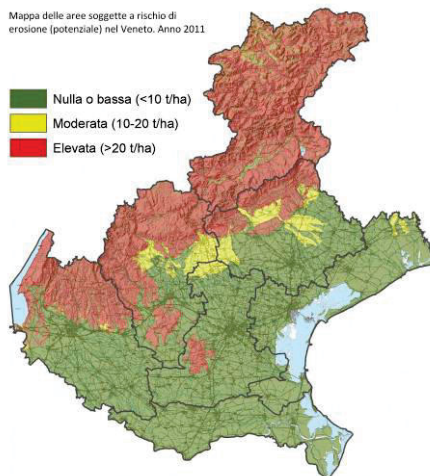 Mappa delle aree soggette a rischio di
erosione (potenziale) nel Veneto. Anno 2011
Nulla o bassa (<10 t/ha)
Moderata (10-20 t/ha)
Elevata (>20 t/ha)